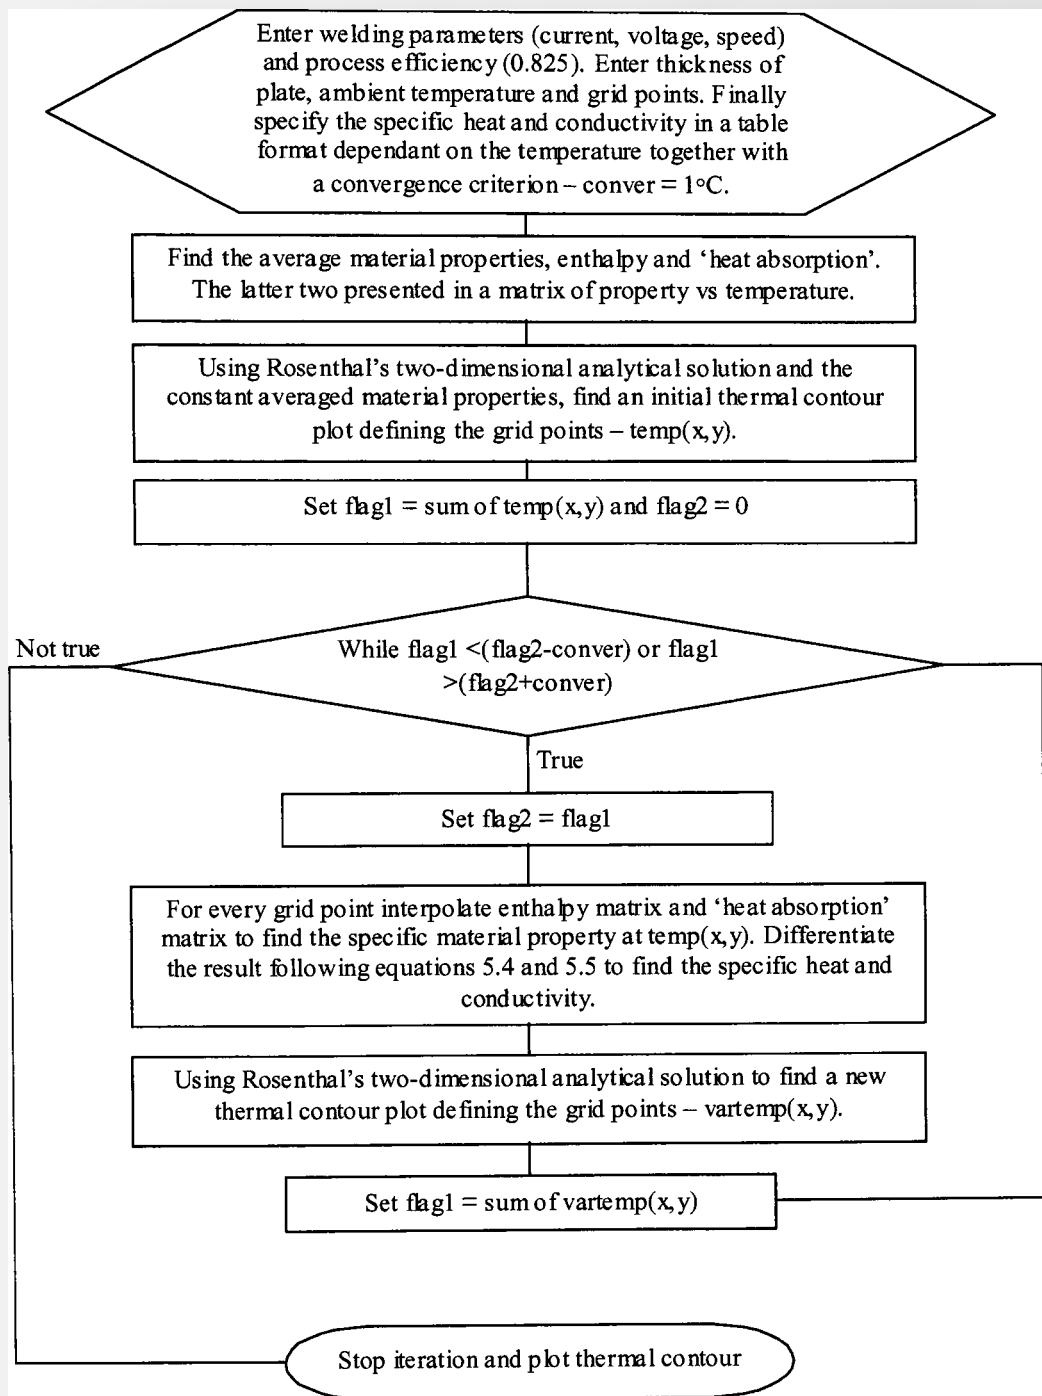 Enter welding parameters (current, voltage, speed)
and process efficiency (0.825). Enter thickness of
plate, ambient temperature and grid points. Finally
specify the specific heat and conductivity in a table
format dependant on the temperature together with
a convergence criterion – conver = 1°C.
Find the average material properties, enthalpy and ‘heat absorption’.
The latter two presented in a matrix of property vs temperature.
Using Rosenthal’s two-dimensional analytical solution and the
constant averaged material properties, find an initial thermal contour
plot defining the grid points – temp(x,y).
Set flag1 = sum of temp(x,y) and flag2 = 0
Not true
While flag1 <(flag2-conver) or flag1
>(flag2+conver)
True
Set flag2 = flag1
For every grid point interpolate enthalpy matrix and ‘heat absorption’
matrix to find the specific material property at temp(x,y). Differentiate
the result following equations 5.4 and 5.5 to find the specific heat and
conductivity.
Using Rosenthal’s two-dimensional analytical solution to find a new
thermal contour plot defining the grid points – vartemp(x,y).
Set flag1 = sum of vartemp(x,y)
Stop iteration and plot thermal contour